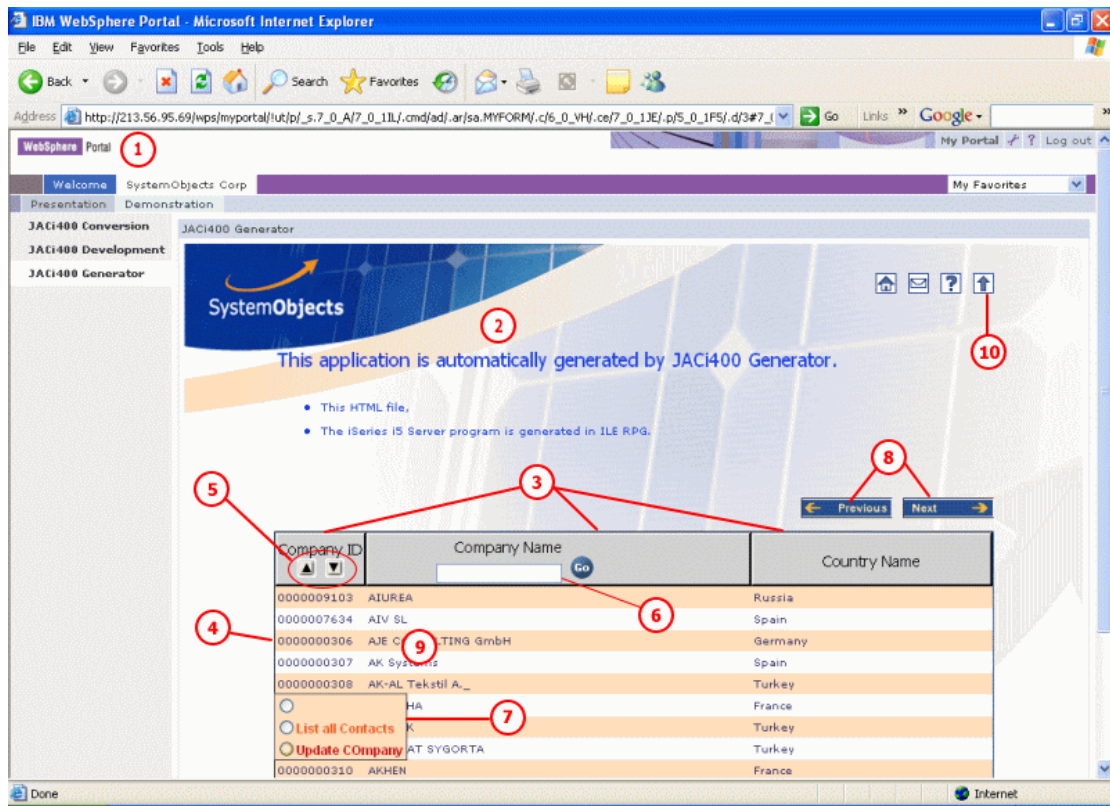 IBM WebSphere Portal - Microsoft Internet Explorer
File Edit View Favorites Tools Help
Back Search Favorites
Address http://213.56.95.69/wps/myportal/!ut/p/_s.7_0_A/7_0_1IL/.cmd/ad/.ar/sa.MYFORM/.c/6_0_VH/.ce/7_0_1JE/.p/5_0_1F5/.d/3#7_( Go Links » Google »
WebSphere Portal 1 My Portal ? Log out
Welcome SystemObjects Corp My Favorites
Presentation Demonstration
JACi400 Conversion JACi400 Generator
JACi400 Development
JACi400 Generator
SystemObjects
?
2
10
This application is automatically generated by JACi400 Generator.
This HTML file,
The iSeries i5 Server program is generated in ILE RPG.
8
5 3
Previous Next
Company ID Company Name Country Name
Go
0000009103 AIUREA Russia
6
0000007634 AIV SL Spain
4
0000000306 AJE C LTING GmbH Germany
9
0000000307 AK Systems Spain
0000000308 AK-AL Tekstil A._ Turkey
HA France
7
List all Contacts K Turkey
Update COmpany AT SYGORTA Turkey
0000000310 AKHEN France
Done Internet